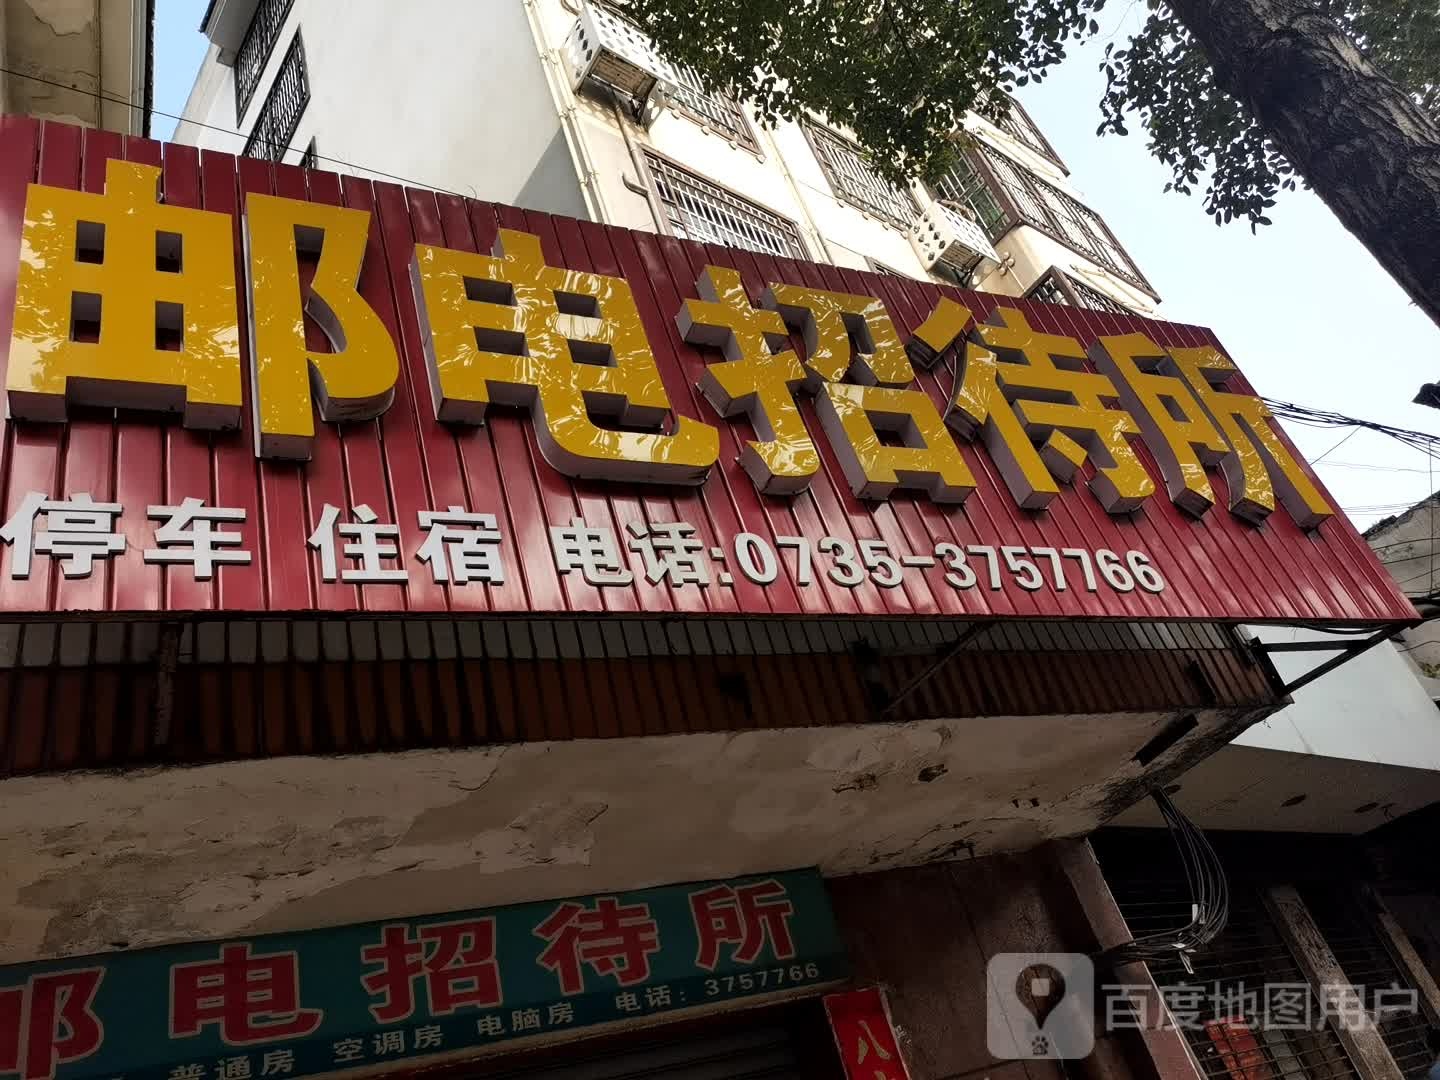 邮电招待所
停车 住宿 电话:0735-3757766
邮电招待所
普通房 空调房 电脑房 电话: 3757766
八
百度地图用户